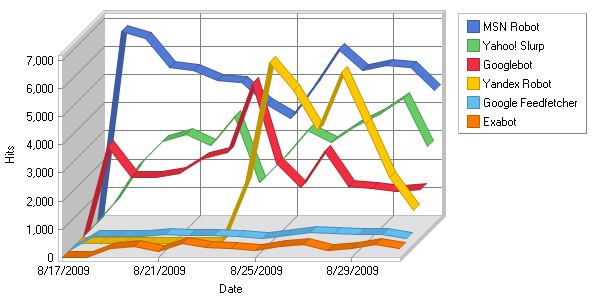 MSN Robot
Yahoo! Slurp
Googlebot
Yandex Robot
Google Feedfetcher
Exabot
7,000
6,000
5,000
4,000
3,000
2,000
1,000
0
Hits
8/17/2009 8/21/2009 8/25/2009 8/29/2009
Date